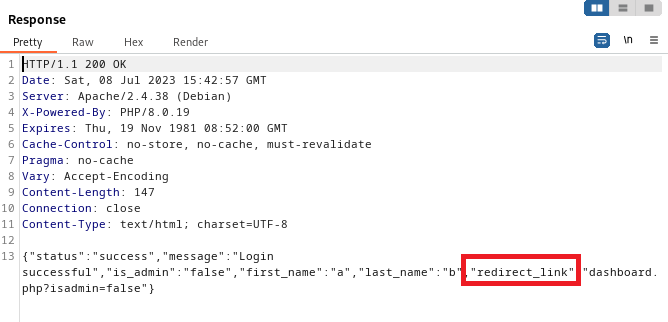 Response
Pretty Raw Hex Render \n
1 HTTP/1.1 200 OK
2 Date: Sat, 08 Jul 2023 15:42:57 GMT
3 Server: Apache/2.4.38 (Debian)
4 X-Powered-By: PHP/8.0.19
5 Expires: Thu, 19 Nov 1981 08:52:00 GMT
6 Cache-Control: no-store, no-cache, must-revalidate
7 Pragma: no-cache
8 Vary: Accept-Encoding
9 Content-Length: 147
10 Connection: close
11 Content-Type: text/html; charset=UTF-8
12
13 {"status":"success","message":"Login
successful","is_admin":"false","first_name":"a","last_name":"b","redirect_link":"dashboard.
php?isadmin=false"}